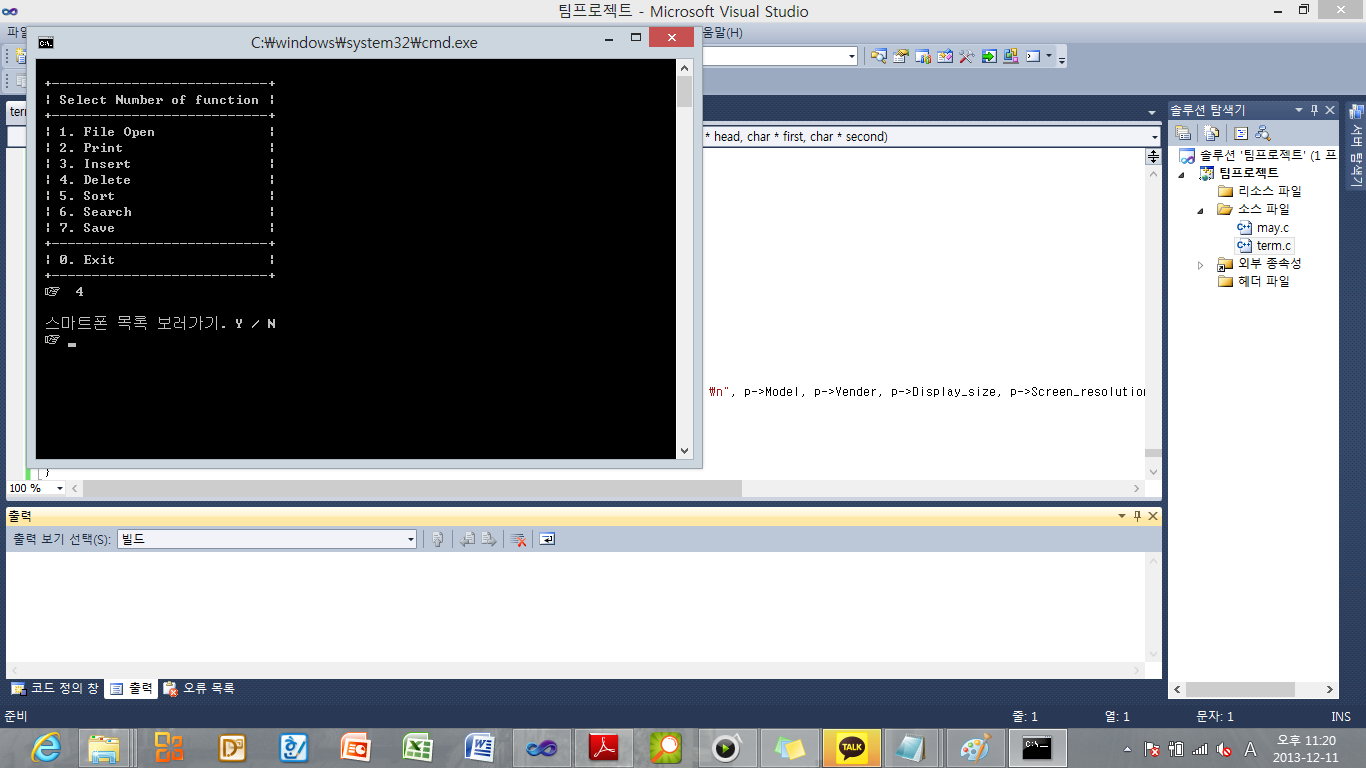 팀프로젝트 - Microsoft Visual Studio
움말(H)
C:₩windows₩system32₩cmd.exe
Select Number of function
1. File Open
2. Print
3. Insert
4. Delete
5. Sort
6. Search
7. Save
0. Exit
☞ 4
스마트폰 목록 보러가기. Y / N
☞
* head, char * first, char * second)
₩n", p->Model, p->Vender, p->Display_size, p->Screen_resolution
}
100 %
솔루션 탐색기
솔루션 '팀프로젝트' (1 프
팀프로젝트
리소스 파일
소스 파일
may.c
term.c
외부 종속성
헤더 파일
서버 탐색기
출력
출력 보기 선택(S): 빌드
코드 정의 창 출력 오류 목록
준비 줄: 1 열: 1 문자: 1 INS
TALK
C:\
A
오후 11:20
2013-12-11